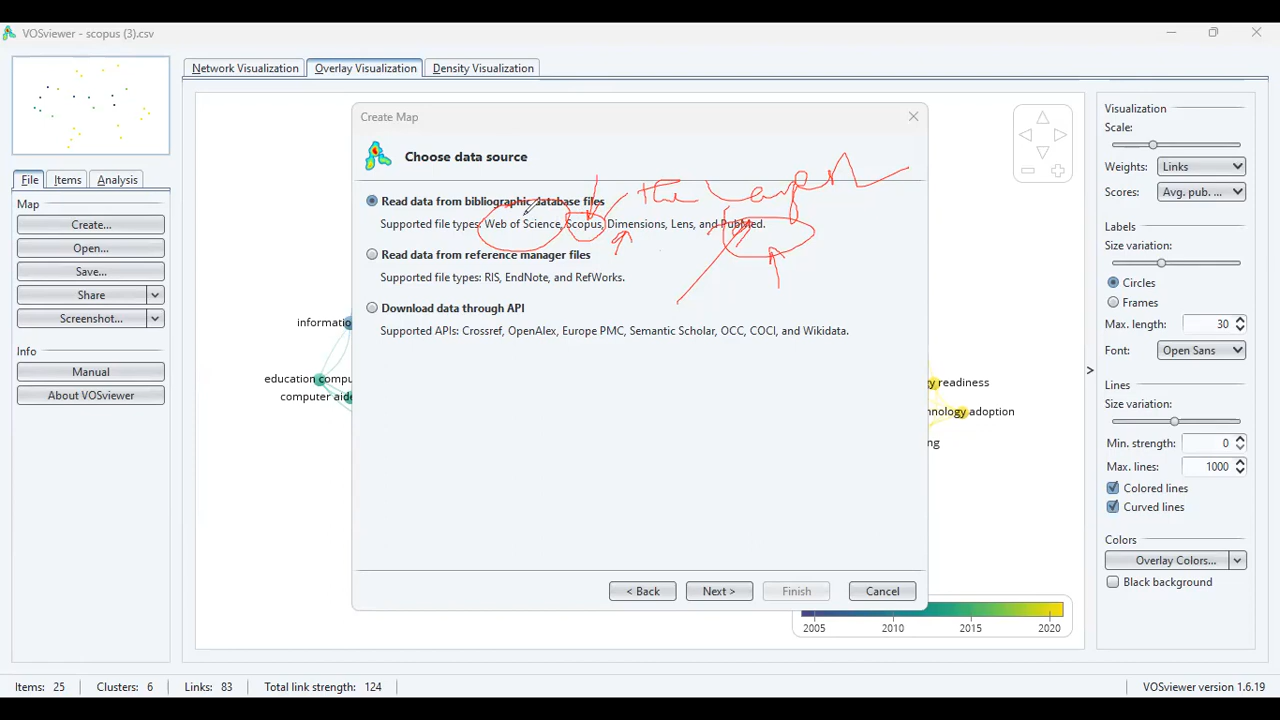 VOSviewer - scopus (3).csv
Network Visualization Overlay Visualization Density Visualization
File Items Analysis
Map
Create...
Open...
Save...
Share
Screenshot...
Info
Manual
About VOSviewer
Create Map
Choose data source
Read data from bibliographic database files
Supported file types: Web of Science, Scopus, Dimensions, Lens, and PubMed.
Read data from reference manager files
Supported file types: RIS, EndNote, and RefWorks.
Download data through API
Supported APIs: Crossref, OpenAlex, Europe PMC, Semantic Scholar, OCC, COCI, and Wikidata.
< Back Next > Finish Cancel
the
informatio
education compu
computer aide
y readiness
hnology adoption
ng
2005 2010 2015 2020
Visualization
Scale:
Weights: Links
Scores: Avg. pub. ...
Labels
Size variation:
Circles
Frames
Max. length: 30
Font: Open Sans
>
Lines
Size variation:
Min. strength: 0
Max. lines: 1000
Colored lines
Curved lines
Colors
Overlay Colors...
Black background
Items: 25 Clusters: 6 Links: 83 Total link strength: 124 VOSviewer version 1.6.19